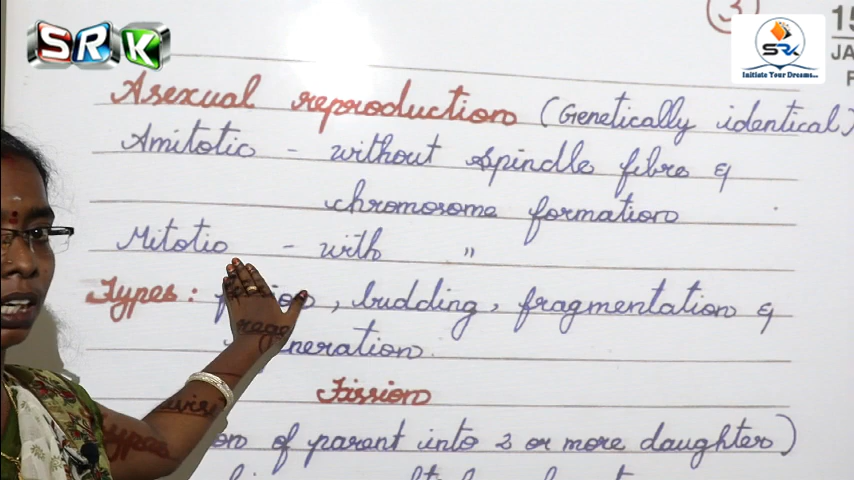 3
SRK
SRK
Initiate Your Dreams...
15
JA
F
Asexual reproduction (Genetically identical)
Amitotic - without spindle fibre &
chromosome formation
Mitotic - with "
Types: , budding, fragmentation &
Fission
of parent into 2 or more daughter)